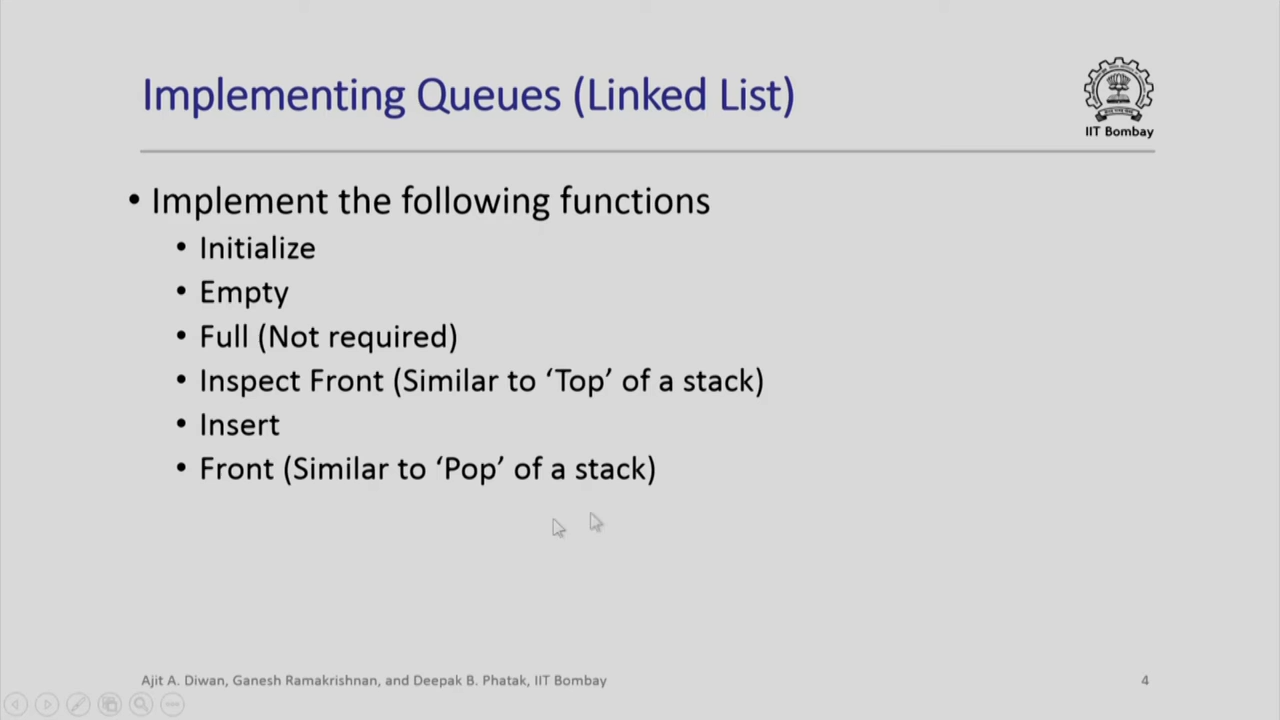 Implementing Queues (Linked List)
IIT Bombay
• Implement the following functions
• Initialize
• Empty
• Full (Not required)
• Inspect Front (Similar to ‘Top’ of a stack)
• Insert
• Front (Similar to ‘Pop’ of a stack)
Ajit A. Diwan, Ganesh Ramakrishnan, and Deepak B. Phatak, IIT Bombay
4